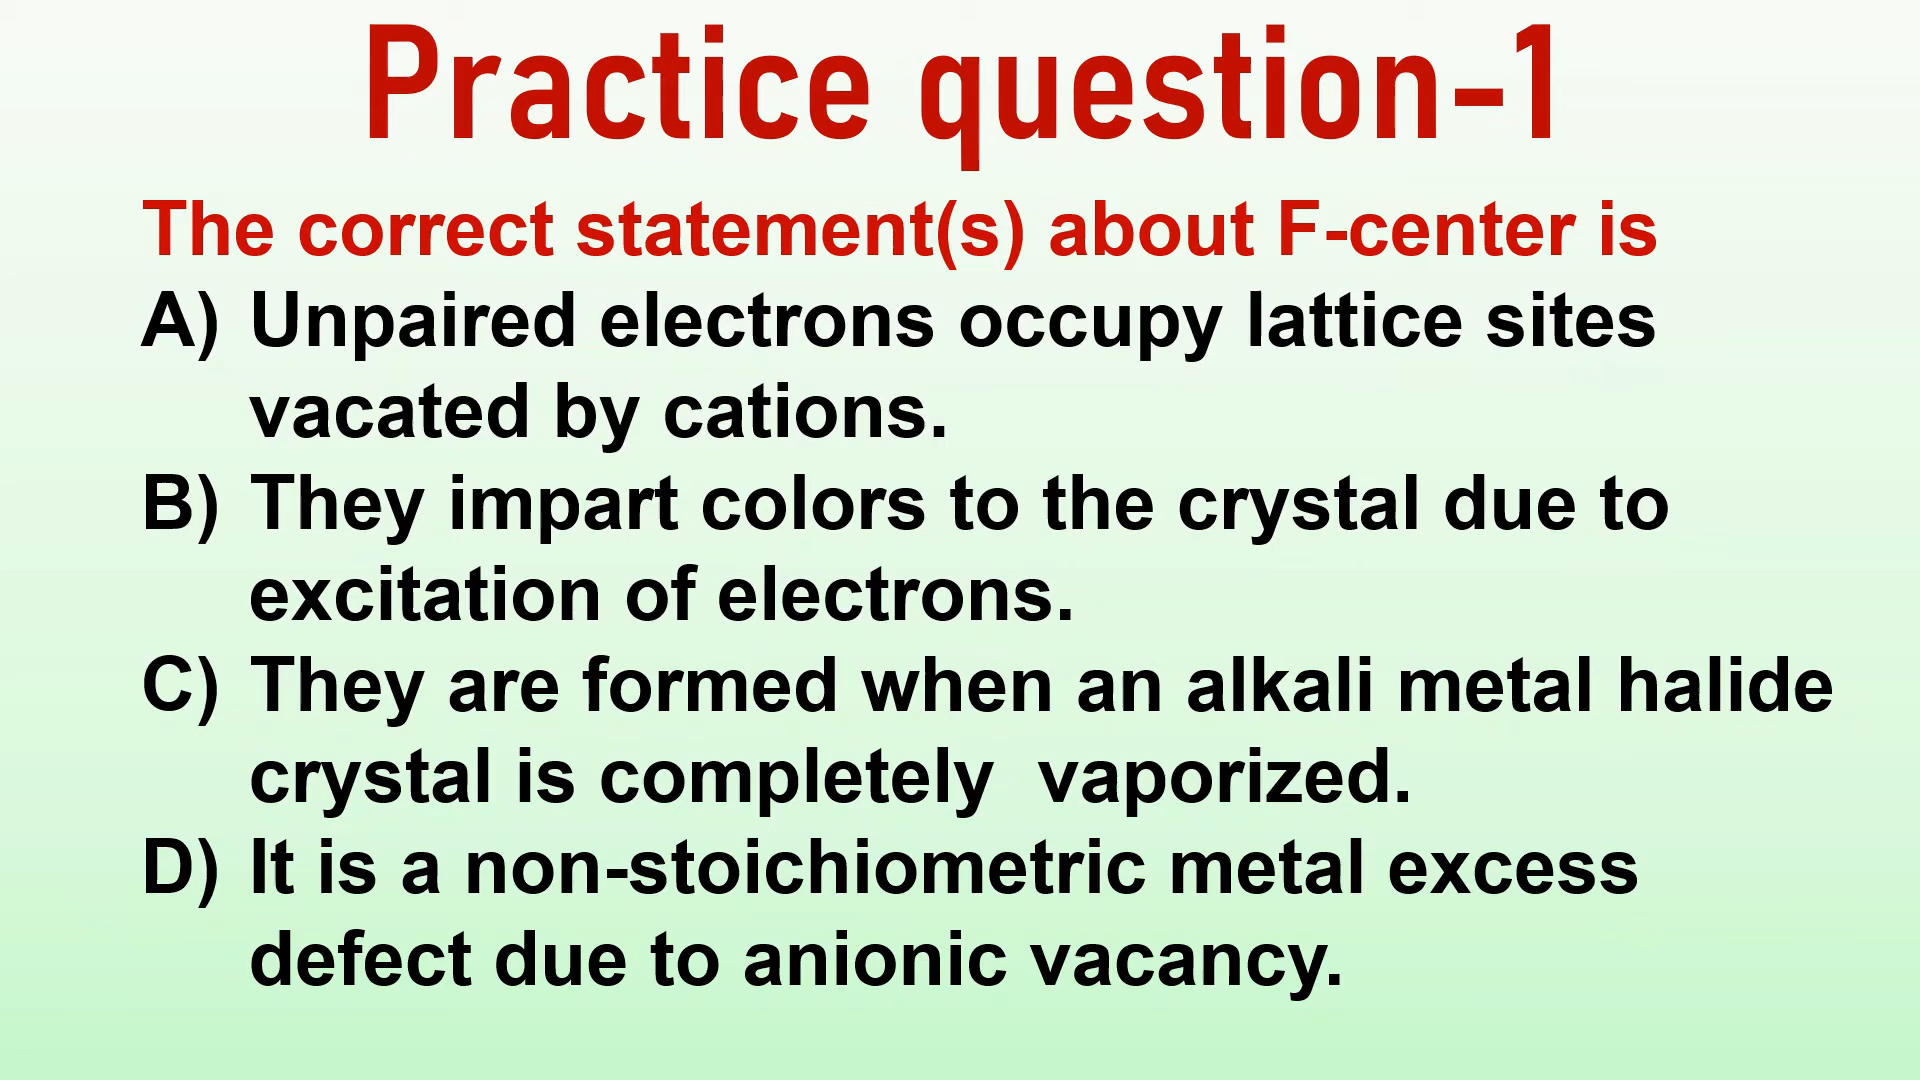 Practice question-1
The correct statement(s) about F-center is
A) Unpaired electrons occupy lattice sites
vacated by cations.
B) They impart colors to the crystal due to
excitation of electrons.
C) They are formed when an alkali metal halide
crystal is completely  vaporized.
D) It is a non-stoichiometric metal excess
defect due to anionic vacancy.